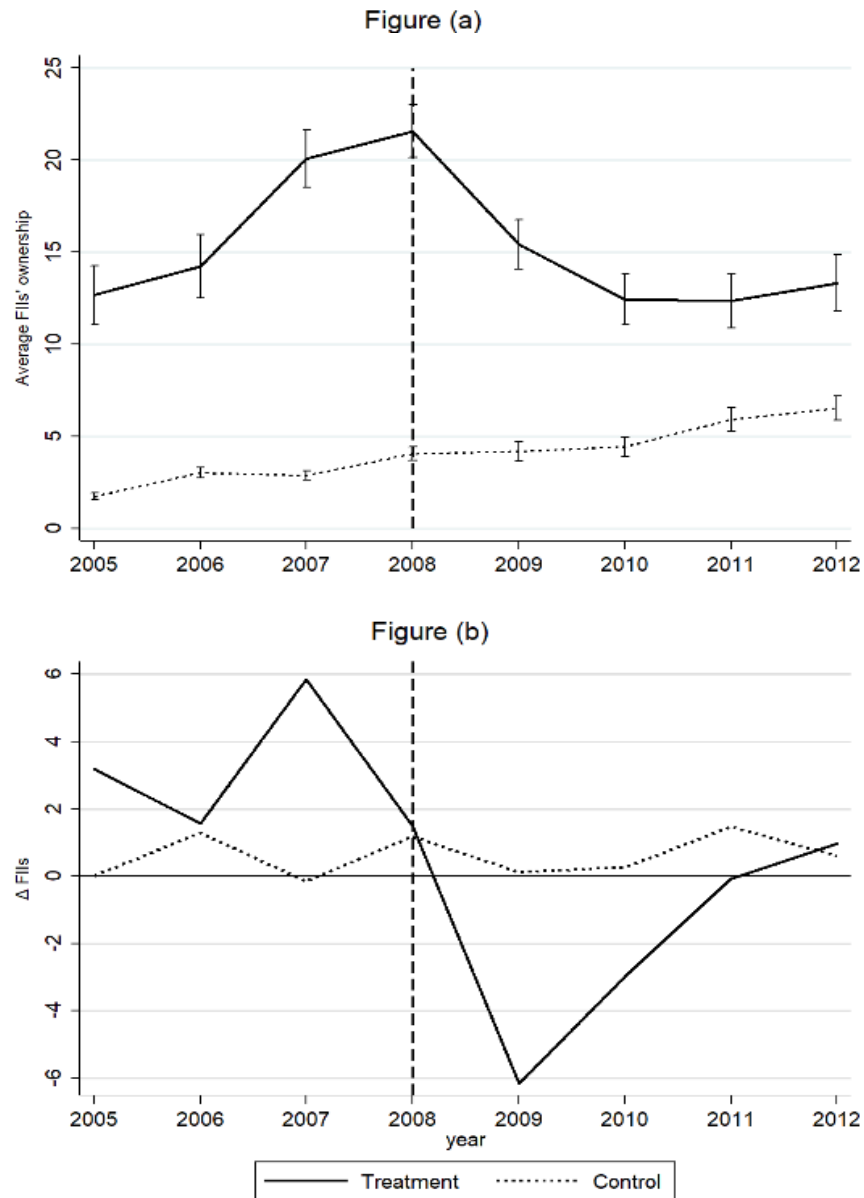 Figure (a)
Average FIIs' ownership
25
20
15
10
5
0
2005 2006 2007 2008 2009 2010 2011 2012
Figure (b)
Δ FIIs
6
4
2
0
-2
-4
-6
2005 2006 2007 2008 2009 2010 2011 2012
year
Treatment Control